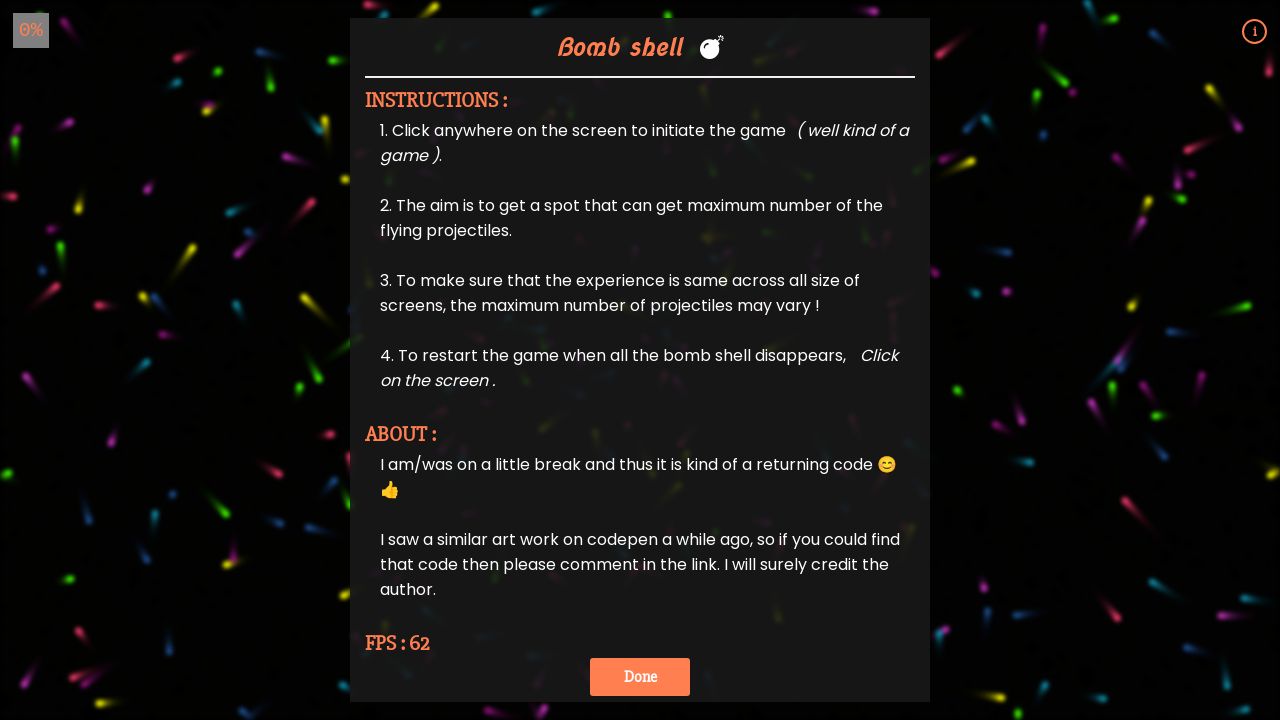 0%
i
Bomb shell 💣
INSTRUCTIONS :
1. Click anywhere on the screen to initiate the game ( well kind of a
game ).
2. The aim is to get a spot that can get maximum number of the
flying projectiles.
3. To make sure that the experience is same across all size of
screens, the maximum number of projectiles may vary !
4. To restart the game when all the bomb shell disappears, Click
on the screen .
ABOUT :
I am/was on a little break and thus it is kind of a returning code 😊
👍
I saw a similar art work on codepen a while ago, so if you could find
that code then please comment in the link. I will surely credit the
author.
FPS : 62
Done